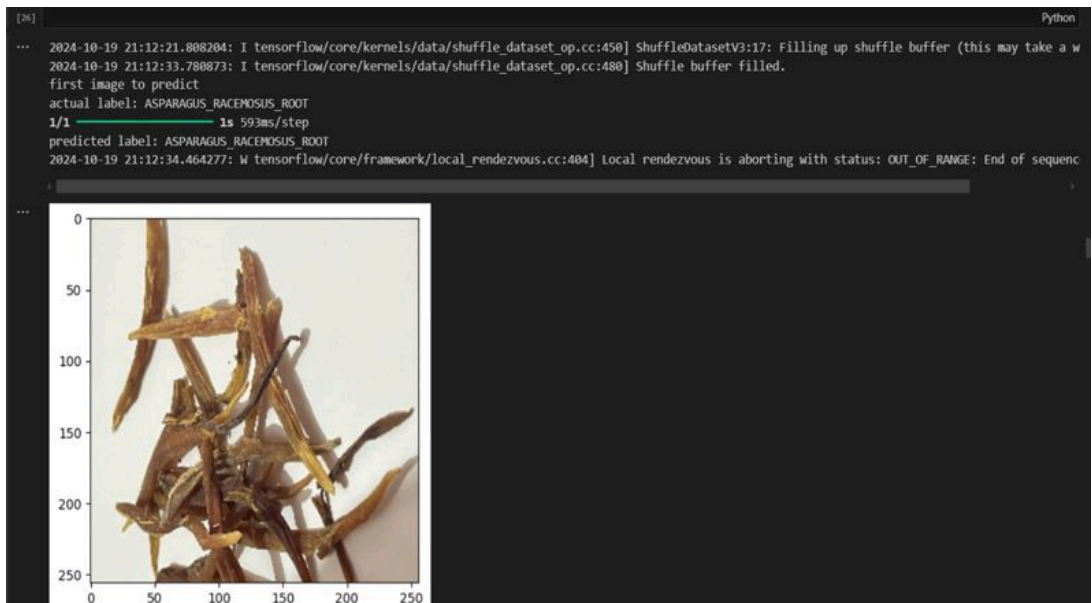 [26]
Python
... 2024-10-19 21:12:21.808204: I tensorflow/core/kernels/data/shuffle_dataset_op.cc:450] ShuffleDatasetV3:17: Filling up shuffle buffer (this may take a w
2024-10-19 21:12:33.780873: I tensorflow/core/kernels/data/shuffle_dataset_op.cc:480] Shuffle buffer filled.
first image to predict
actual label: ASPARAGUS_RACEMOSUS_ROOT
1/1 1s 593ms/step
predicted label: ASPARAGUS_RACEMOSUS_ROOT
2024-10-19 21:12:34.464277: W tensorflow/core/framework/local_rendezvous.cc:404] Local rendezvous is aborting with status: OUT_OF_RANGE: End of sequenc
...
0
50
100
150
200
250
0 50 100 150 200 250